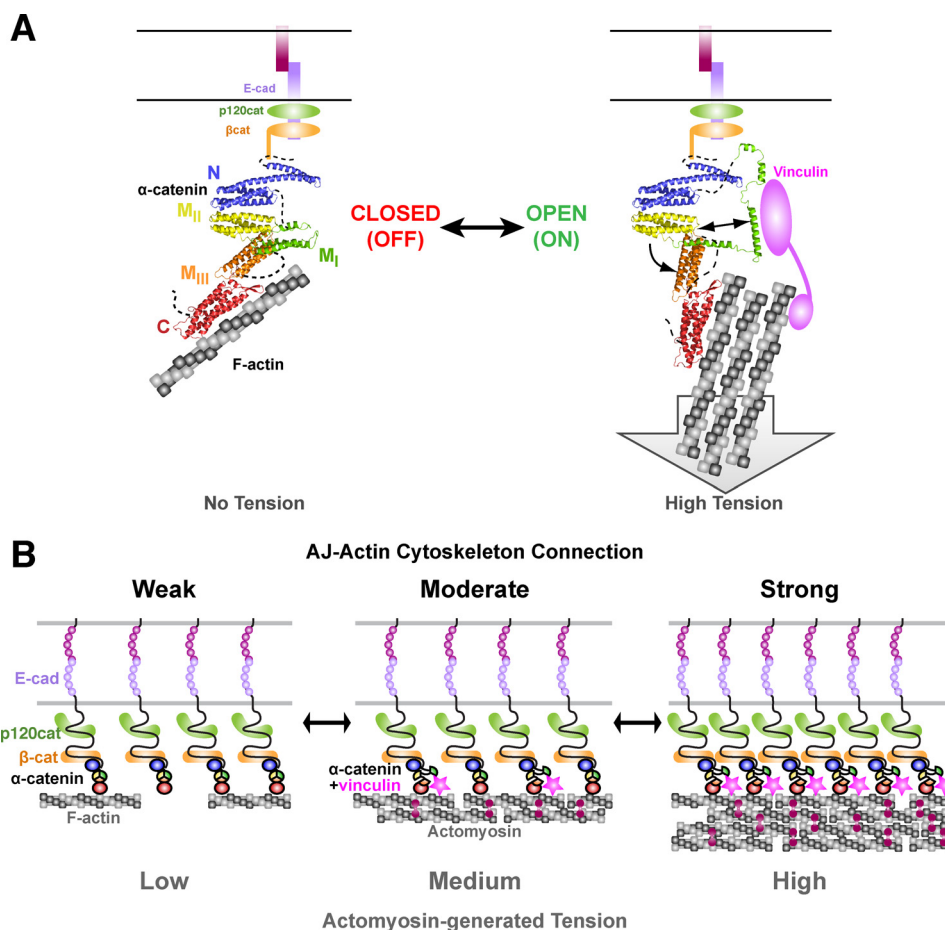 A
E-cad
p120cat
βcat
N
α-catenin
MII
MI
MIII
C
F-actin
No Tension
CLOSED
(OFF)
OPEN
(ON)
Vinculin
High Tension
B
AJ-Actin Cytoskeleton Connection
Weak
Moderate
Strong
E-cad
p120cat
β-cat
α-catenin
F-actin
α-catenin
+vinculin
Actomyosin
Low
Medium
High
Actomyosin-generated Tension